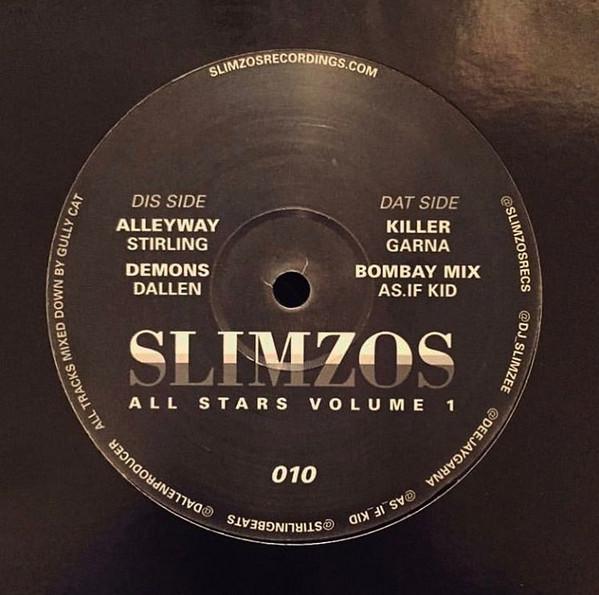 SLIMZOSRECORDINGS.COM
DIS SIDE
ALLEYWAY
STIRLING
DEMONS
DALLEN
DAT SIDE
KILLER
GARNA
BOMBAY MIX
AS.IF KID
SLIMZOS
ALL STARS VOLUME 1
010
@SLIMZOSRECS @DJ_SLIMZEE @DEEJAYGARNA @AS_IF_KID @STIRLINGBEATS @DALLENPRODUCER ALL TRACKS MIXED DOWN BY GULLY CAT